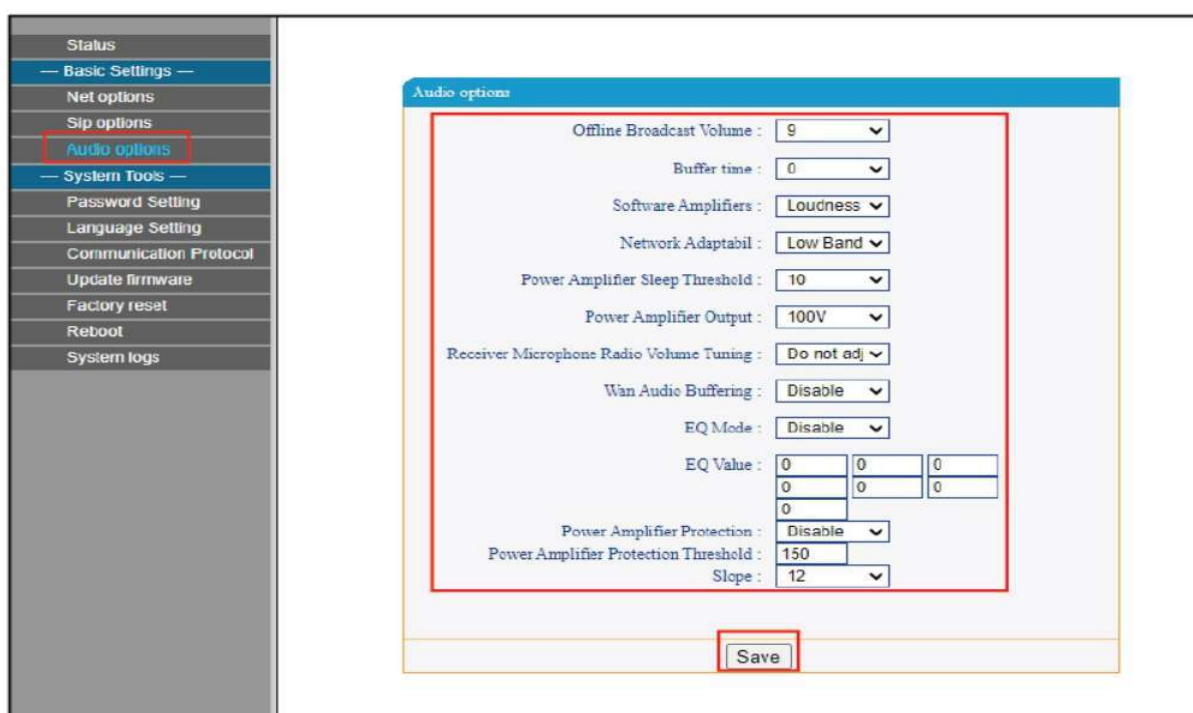 Status
— Basic Settings —
Net options
Sip options
Audio options
— System Tools —
Password Setting
Language Setting
Communication Protocol
Update firmware
Factory reset
Reboot
System logs
Audio options
Offline Broadcast Volume : 9
Buffer time : 0
Software Amplifiers : Loudness
Network Adaptabil : Low Band
Power Amplifier Sleep Threshold : 10
Power Amplifier Output : 100V
Receiver Microphone Radio Volume Tuning : Do not adj
Wan Audio Buffering : Disable
EQ Mode : Disable
EQ Value : 0 0 0
0 0 0
0
Power Amplifier Protection : Disable
Power Amplifier Protection Threshold : 150
Slope : 12
Save